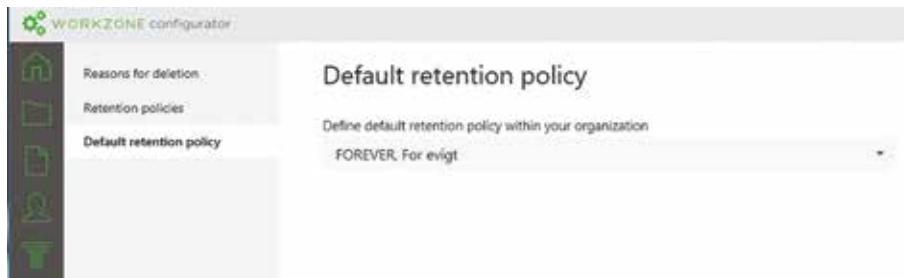 WORKZONE configurator
Reasons for deletion
Retention policies
Default retention policy
Default retention policy
Define default retention policy within your organization
FOREVER, For evigt